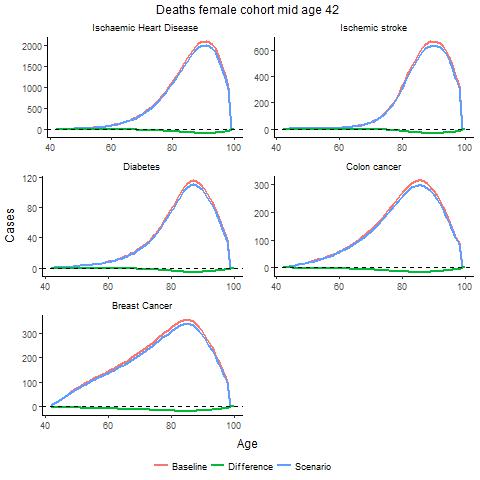 Deaths female cohort mid age 42
Ischaemic Heart Disease
Ischemic stroke
2000
1500
1000
500
0
40 60 80 100
600
400
200
0
40 60 80 100
Diabetes
Colon cancer
120
80
40
0
40 60 80 100
300
200
100
0
40 60 80 100
Breast Cancer
300
200
100
0
40 60 80 100
Cases
Age
Baseline Difference Scenario